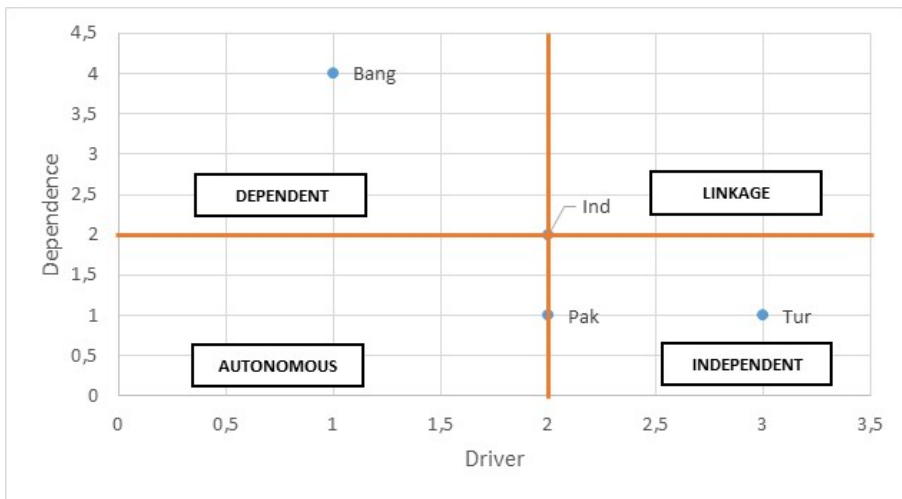 4,5
4
Bang
3,5
3
2,5
DEPENDENT
LINKAGE
Ind
2
1,5
1
Pak
Tur
0,5
AUTONOMOUS
INDEPENDENT
0
0
0,5
1
1,5
2
2,5
3
3,5
Dependence
Driver